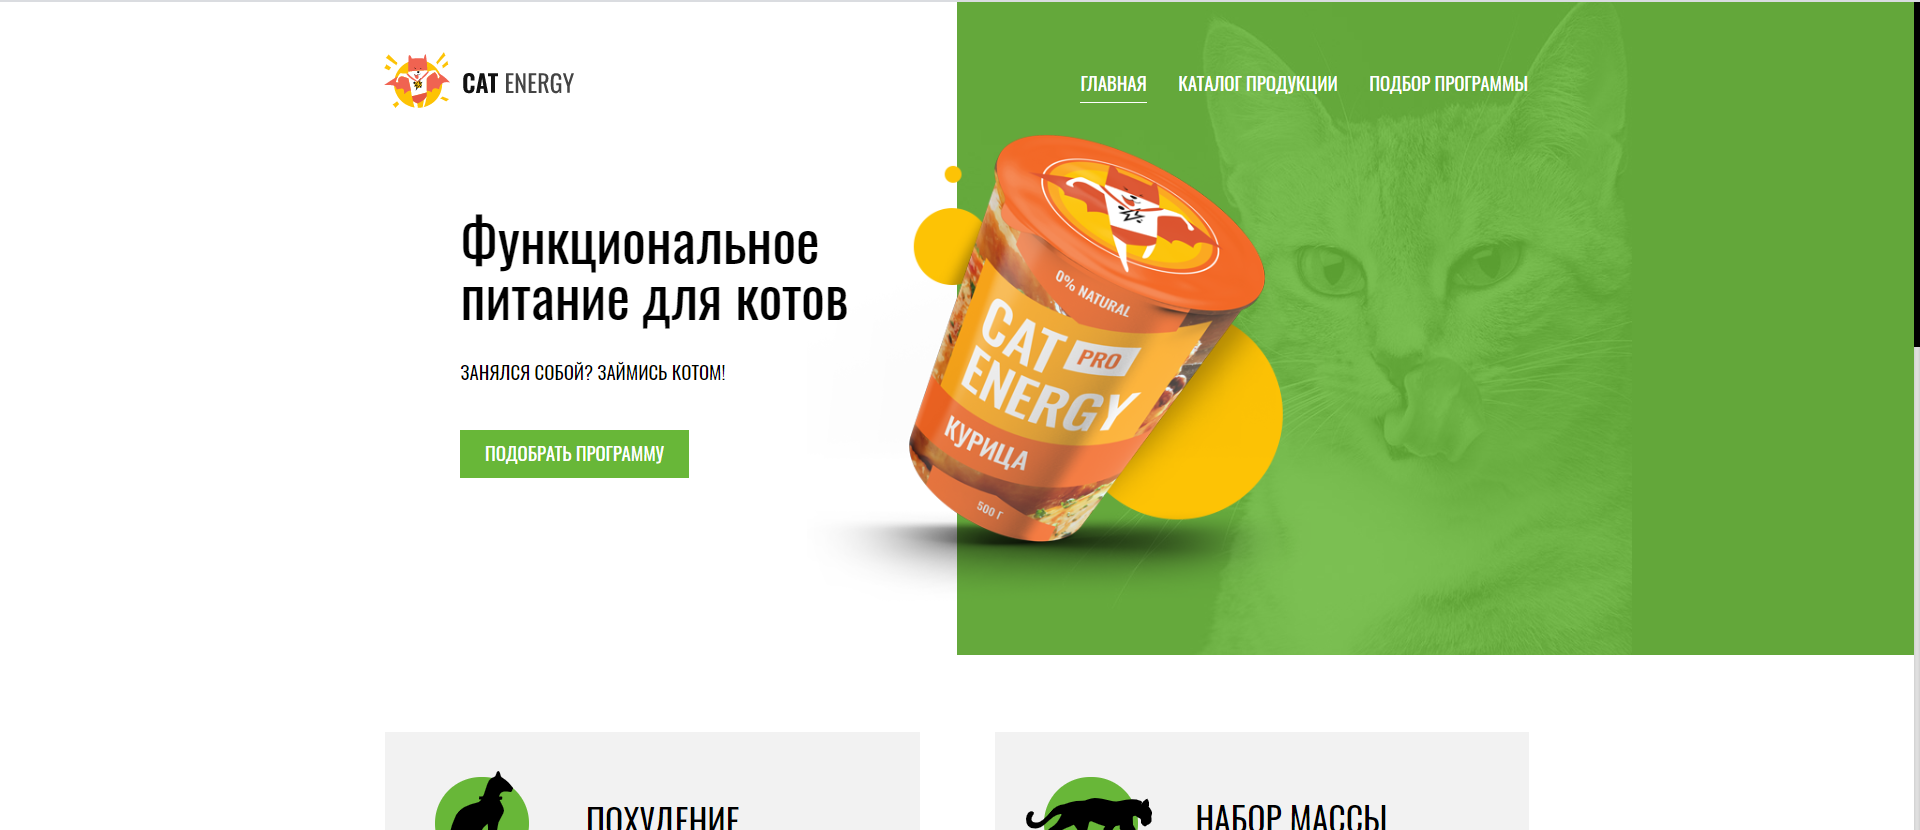 CAT ENERGY
ГЛАВНАЯ
КАТАЛОГ ПРОДУКЦИИ
ПОДБОР ПРОГРАММЫ
Функциональное
питание для котов
ЗАНЯЛСЯ СОБОЙ? ЗАЙМИСЬ КОТОМ!
ПОДОБРАТЬ ПРОГРАММУ
0% NATURAL
CAT PRO
ENERGY
КУРИЦА
500 Г
ПОХУДЕНИЕ
НАБОР МАССЫ